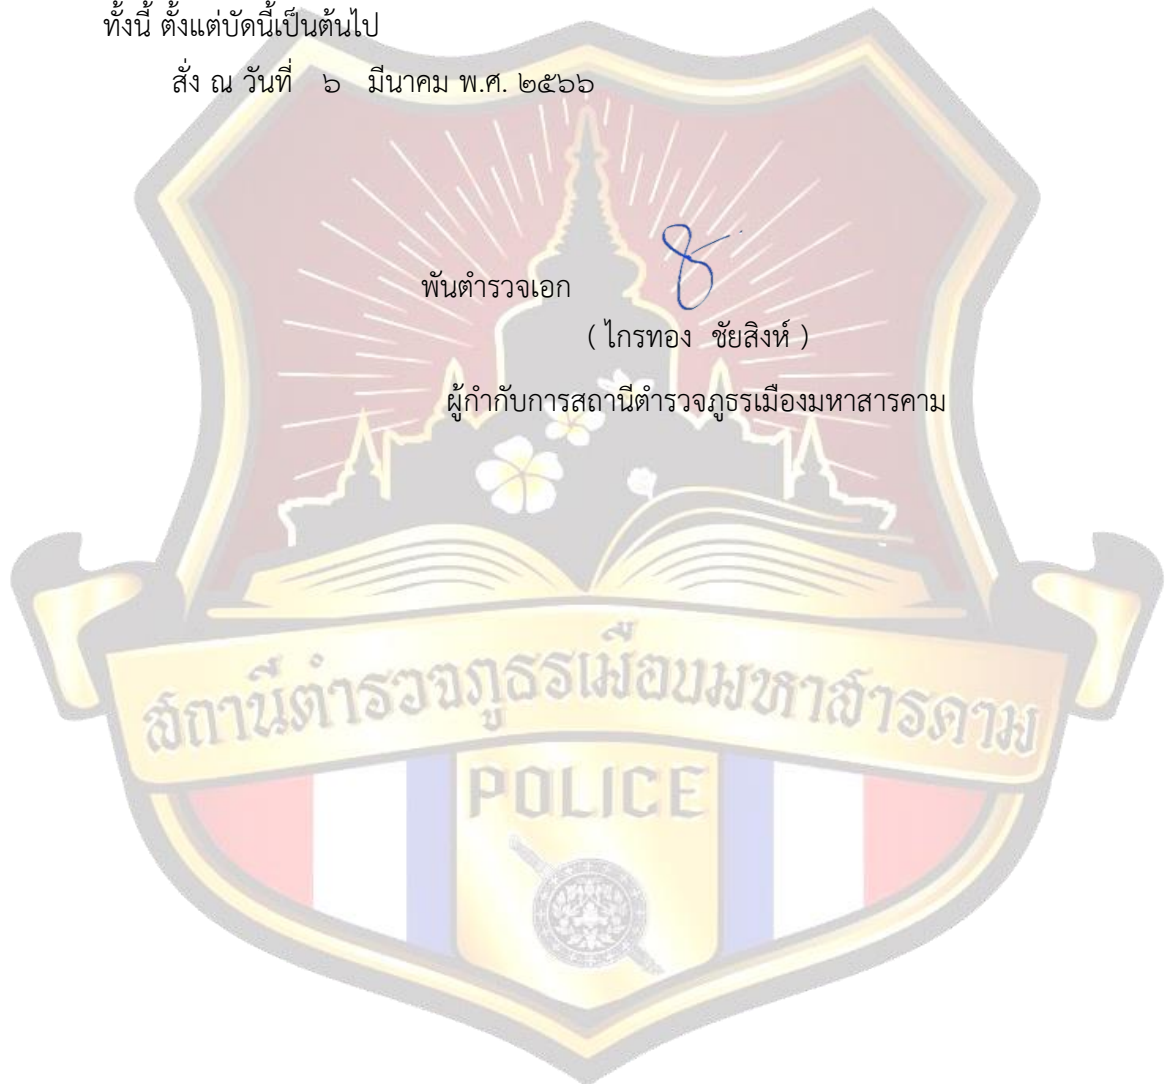 ทั้งนี้ ตั้งแต่บัดนี้เป็นต้นไป
สั่ง ณ วันที่ ๖ มีนาคม พ.ศ. ๒๕๖๖
พันตำรวจเอก
( ไกรทอง ชัยสิงห์ )
ผู้กำกับการสถานีตำรวจภูธรเมืองมหาสารคาม
สถานีตำรวจภูธรเมืองมหาสารคาม
POLICE